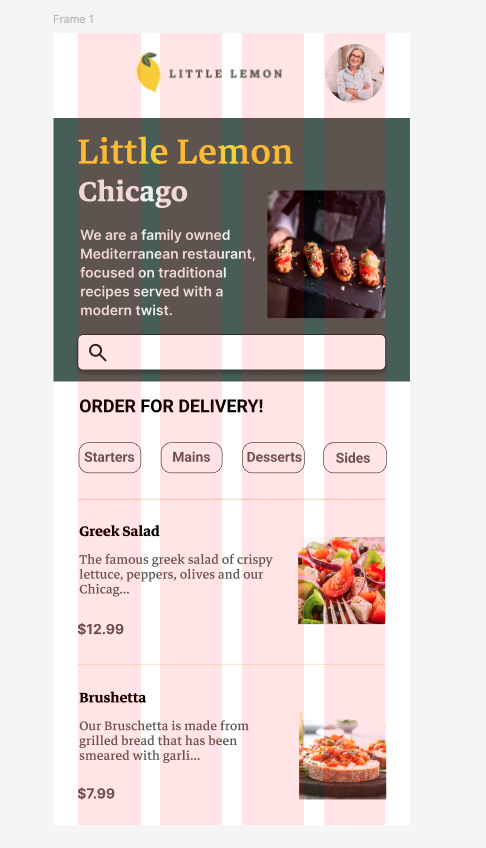 Frame 1
LITTLE LEMON
Little Lemon
Chicago
We are a family owned
Mediterranean restaurant,
focused on traditional
recipes served with a
modern twist.
ORDER FOR DELIVERY!
Starters Mains Desserts Sides
Greek Salad
The famous greek salad of crispy
lettuce, peppers, olives and our
Chicag...
$12.99
Brushetta
Our Bruschetta is made from
grilled bread that has been
smeared with garli...
$7.99